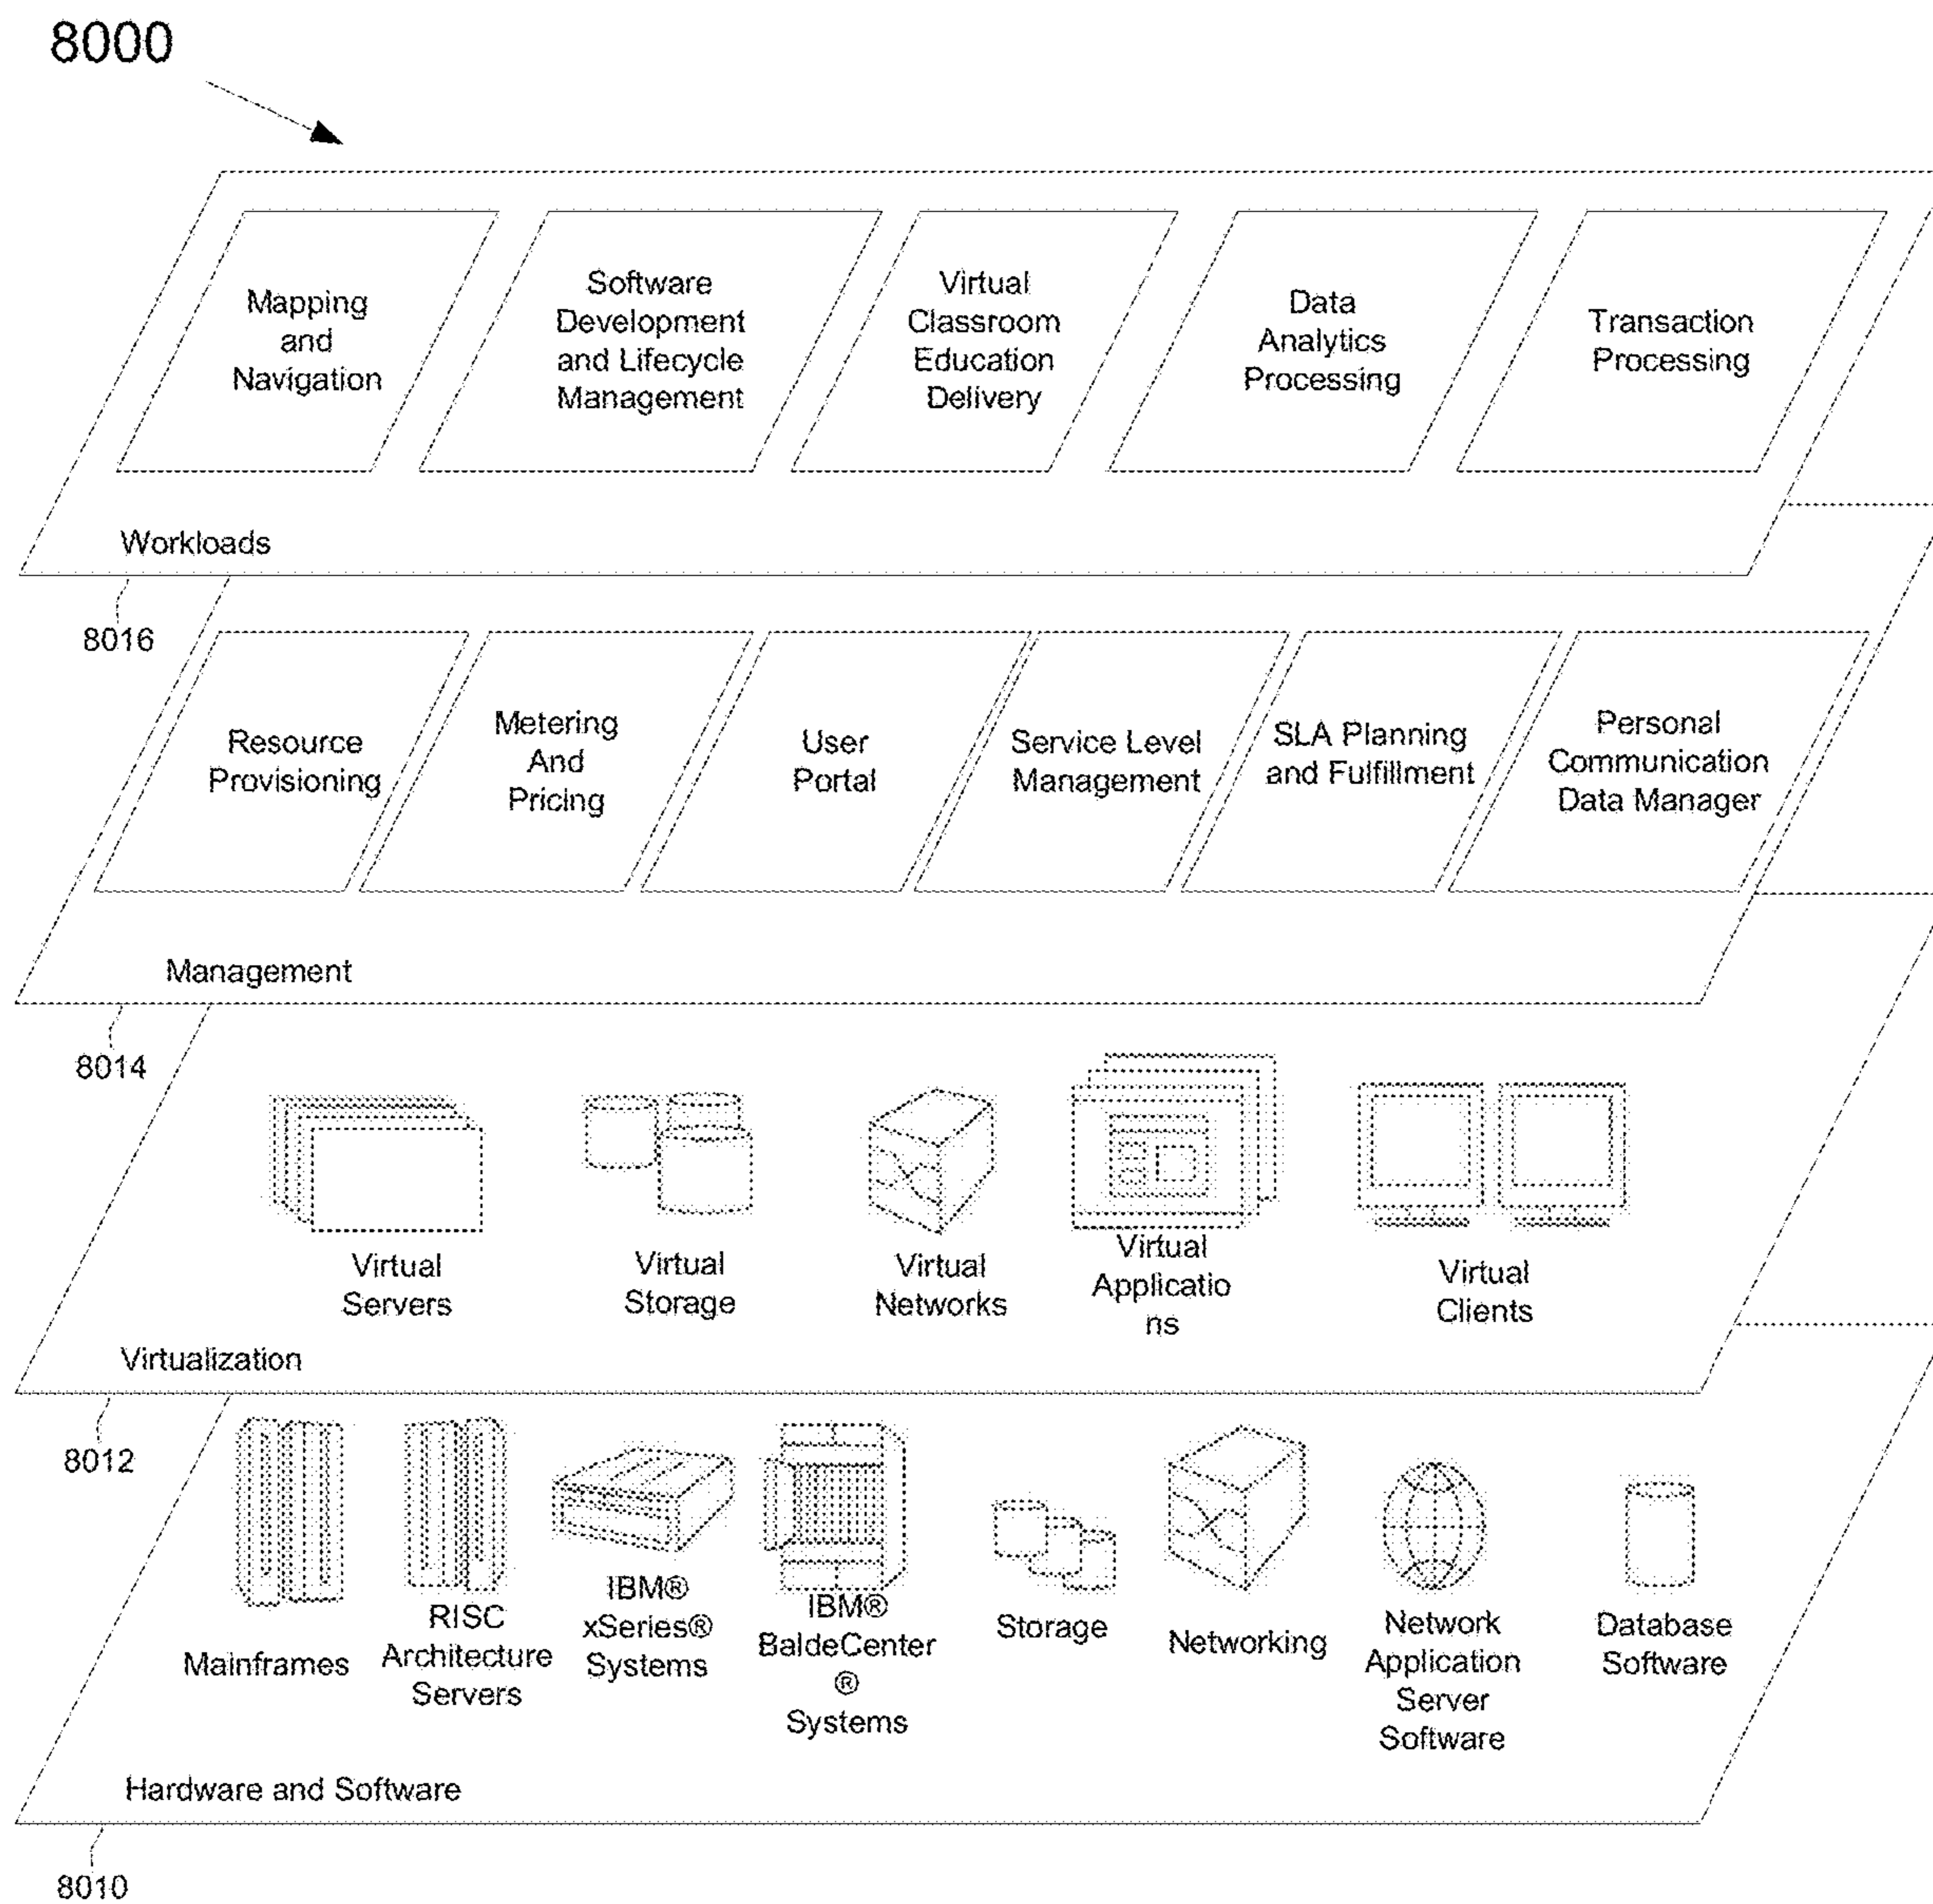 8000
Mapping
and
Navigation
Software
Development
and Lifecycle
Management
Virtual
Classroom
Education
Delivery
Data
Analytics
Processing
Transaction
Processing
Workloads
8016
Resource
Provisioning
Metering
And
Pricing
User
Portal
Service Level
Management
SLA Planning
and Fulfillment
Personal
Communication
Data Manager
Management
8014
Virtual
Servers
Virtual
Storage
Virtual
Networks
Virtual
Applicatio
ns
Virtual
Clients
Virtualization
8012
Mainframes
RISC
Architecture
Servers
IBM®
xSeries®
Systems
IBM®
BaldeCenter
®
Systems
Storage
Networking
Network
Application
Server
Software
Database
Software
Hardware and Software
8010